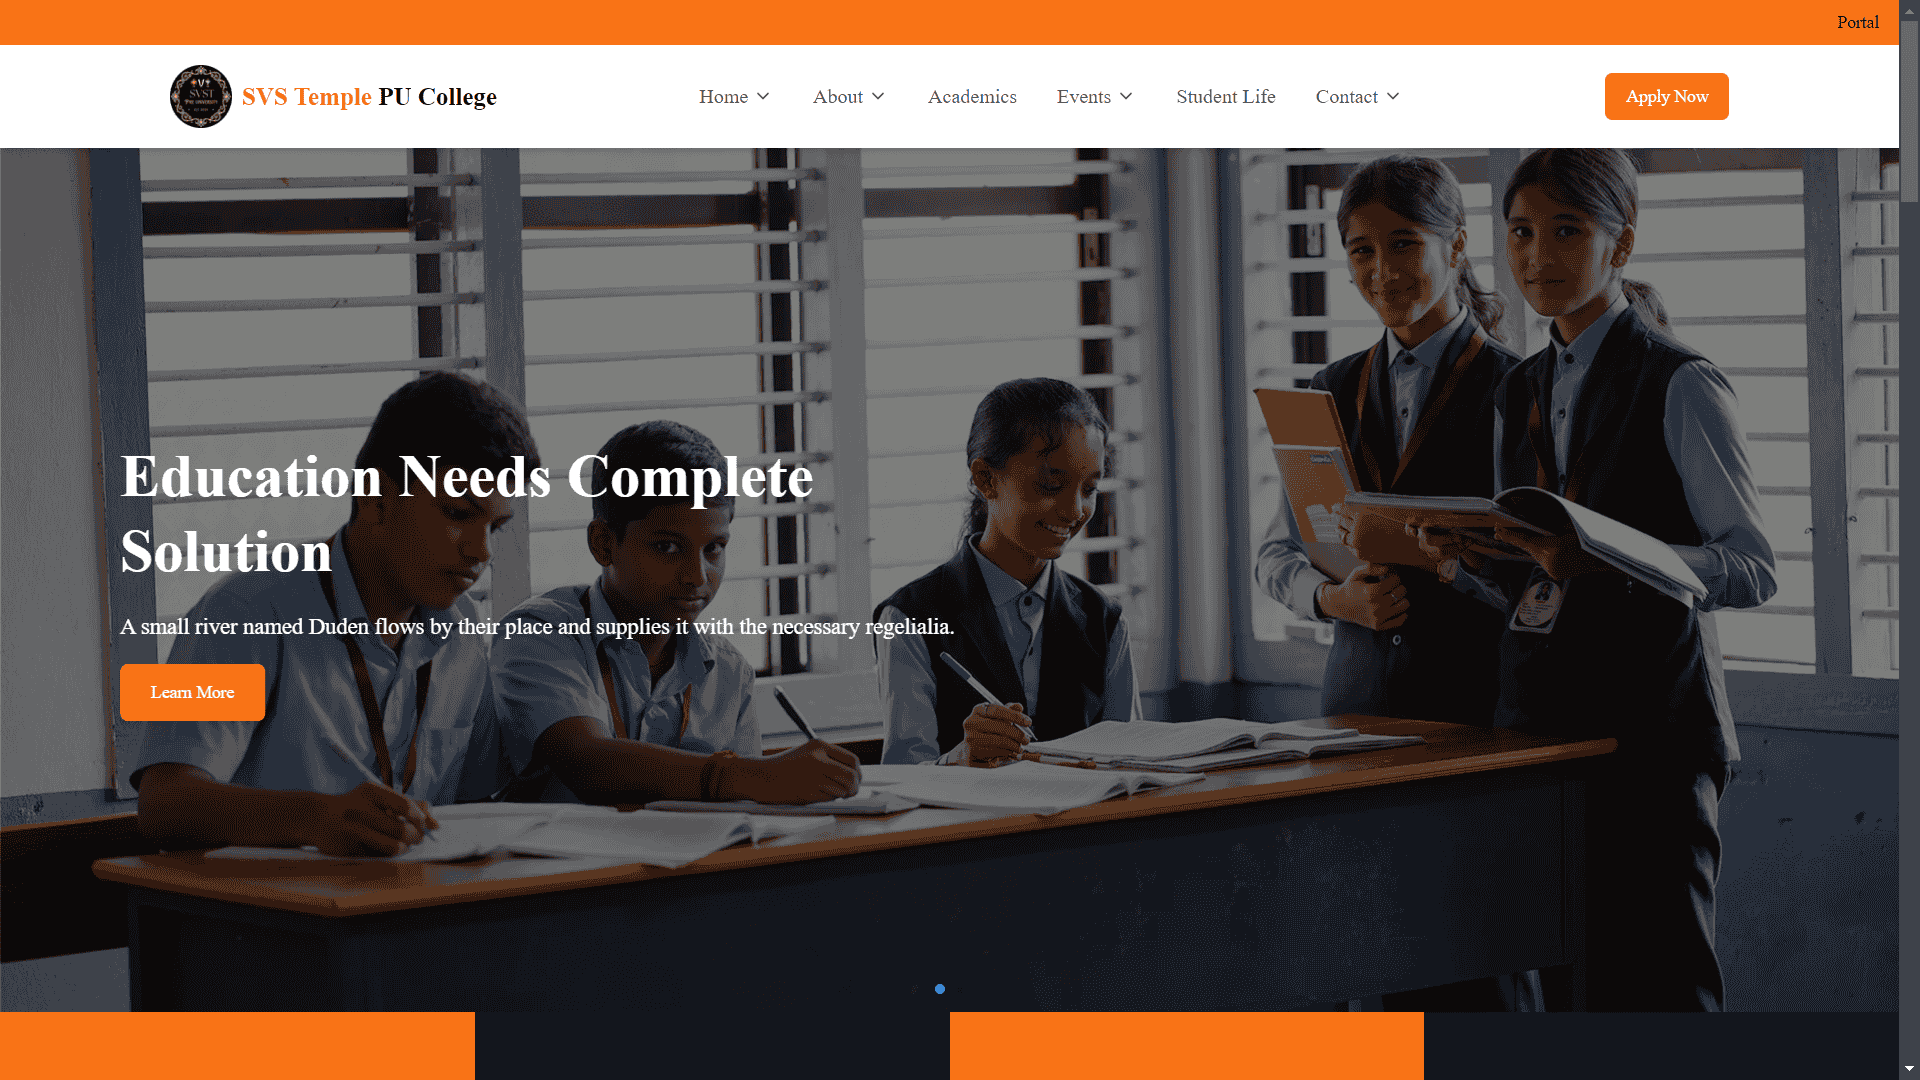 Portal
SVST
SVS Temple PU College
Home
About
Academics
Events
Student Life
Contact
Apply Now
Education Needs Complete
Solution
A small river named Duden flows by their place and supplies it with the necessary regelialia.
Learn More